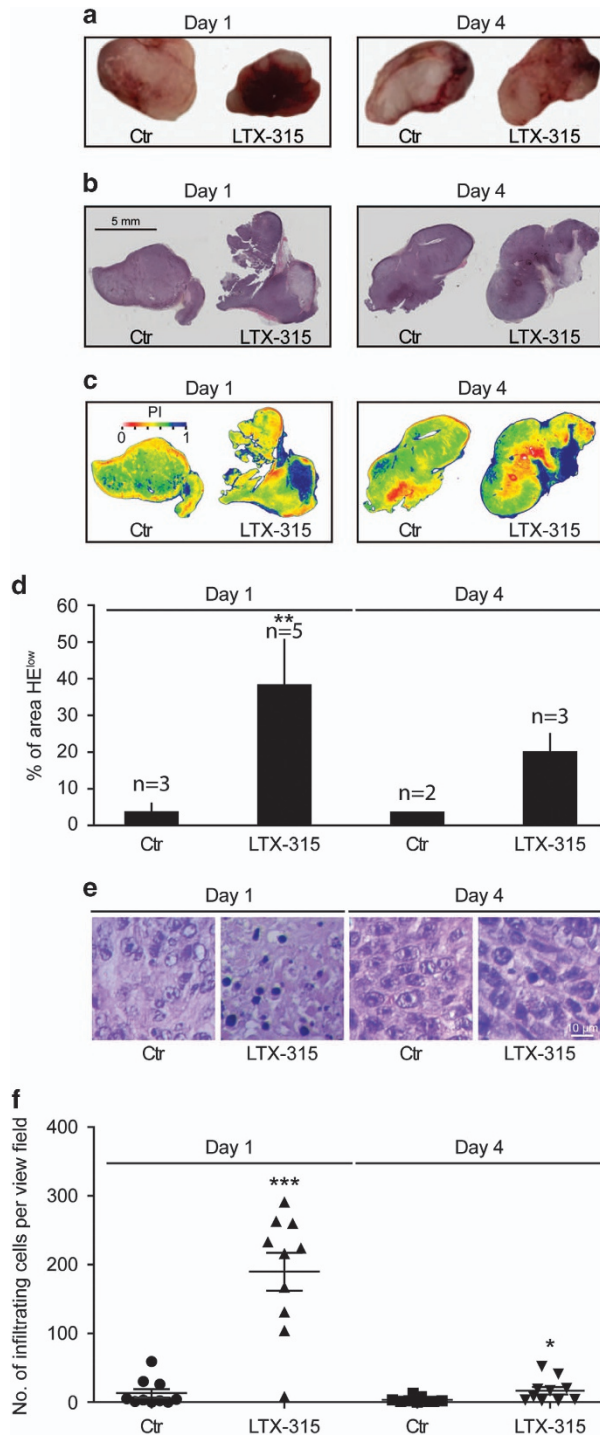 a
Day 1 Day 4
Ctr LTX-315 Ctr LTX-315
b
Day 1 Day 4
5 mm
Ctr LTX-315 Ctr LTX-315
c
Day 1 Day 4
PI
0 1
Ctr LTX-315 Ctr LTX-315
d
Day 1 Day 4
% of area HElow
60
50
40
30
20
10
0
**
n=3 n=5 n=2 n=3
Ctr LTX-315 Ctr LTX-315
e
Day 1 Day 4
10 µm
Ctr LTX-315 Ctr LTX-315
f
Day 1 Day 4
No. of infiltrating cells per view field
400
300
200
100
0
*** *
Ctr LTX-315 Ctr LTX-315